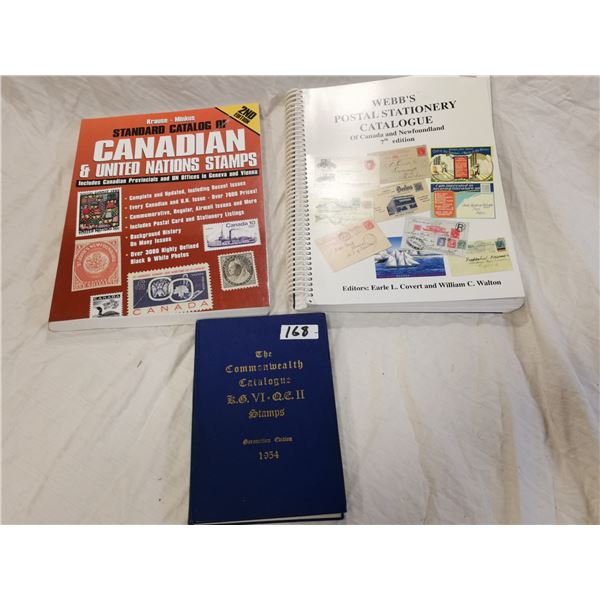 Krause - Minkus
2ND
EDITION
STANDARD CATALOG OF
CANADIAN
& UNITED NATIONS STAMPS
Includes Canadian Provincials and UN Offices in Geneva and Vienna
• Complete and Updated, Including Recent Issues
• Every Canadian and U.N. Issue - Over 7000 Prices!
• Commemorative, Regular, Airmail Issues and More
• Includes Postal Card and Stationery Listings
• Background History
On Many Issues
• Over 3000 Highly Defined
Black & White Photos
Canada 10
CANADA
WEBB'S
POSTAL STATIONERY
CATALOGUE
Of Canada and Newfoundland
7th edition
Editors: Earle L. Covert and William C. Walton
168
The
Commonwealth
Catalogue
K.G. VI - Q.E. II
Stamps
Coronation Edition
1954